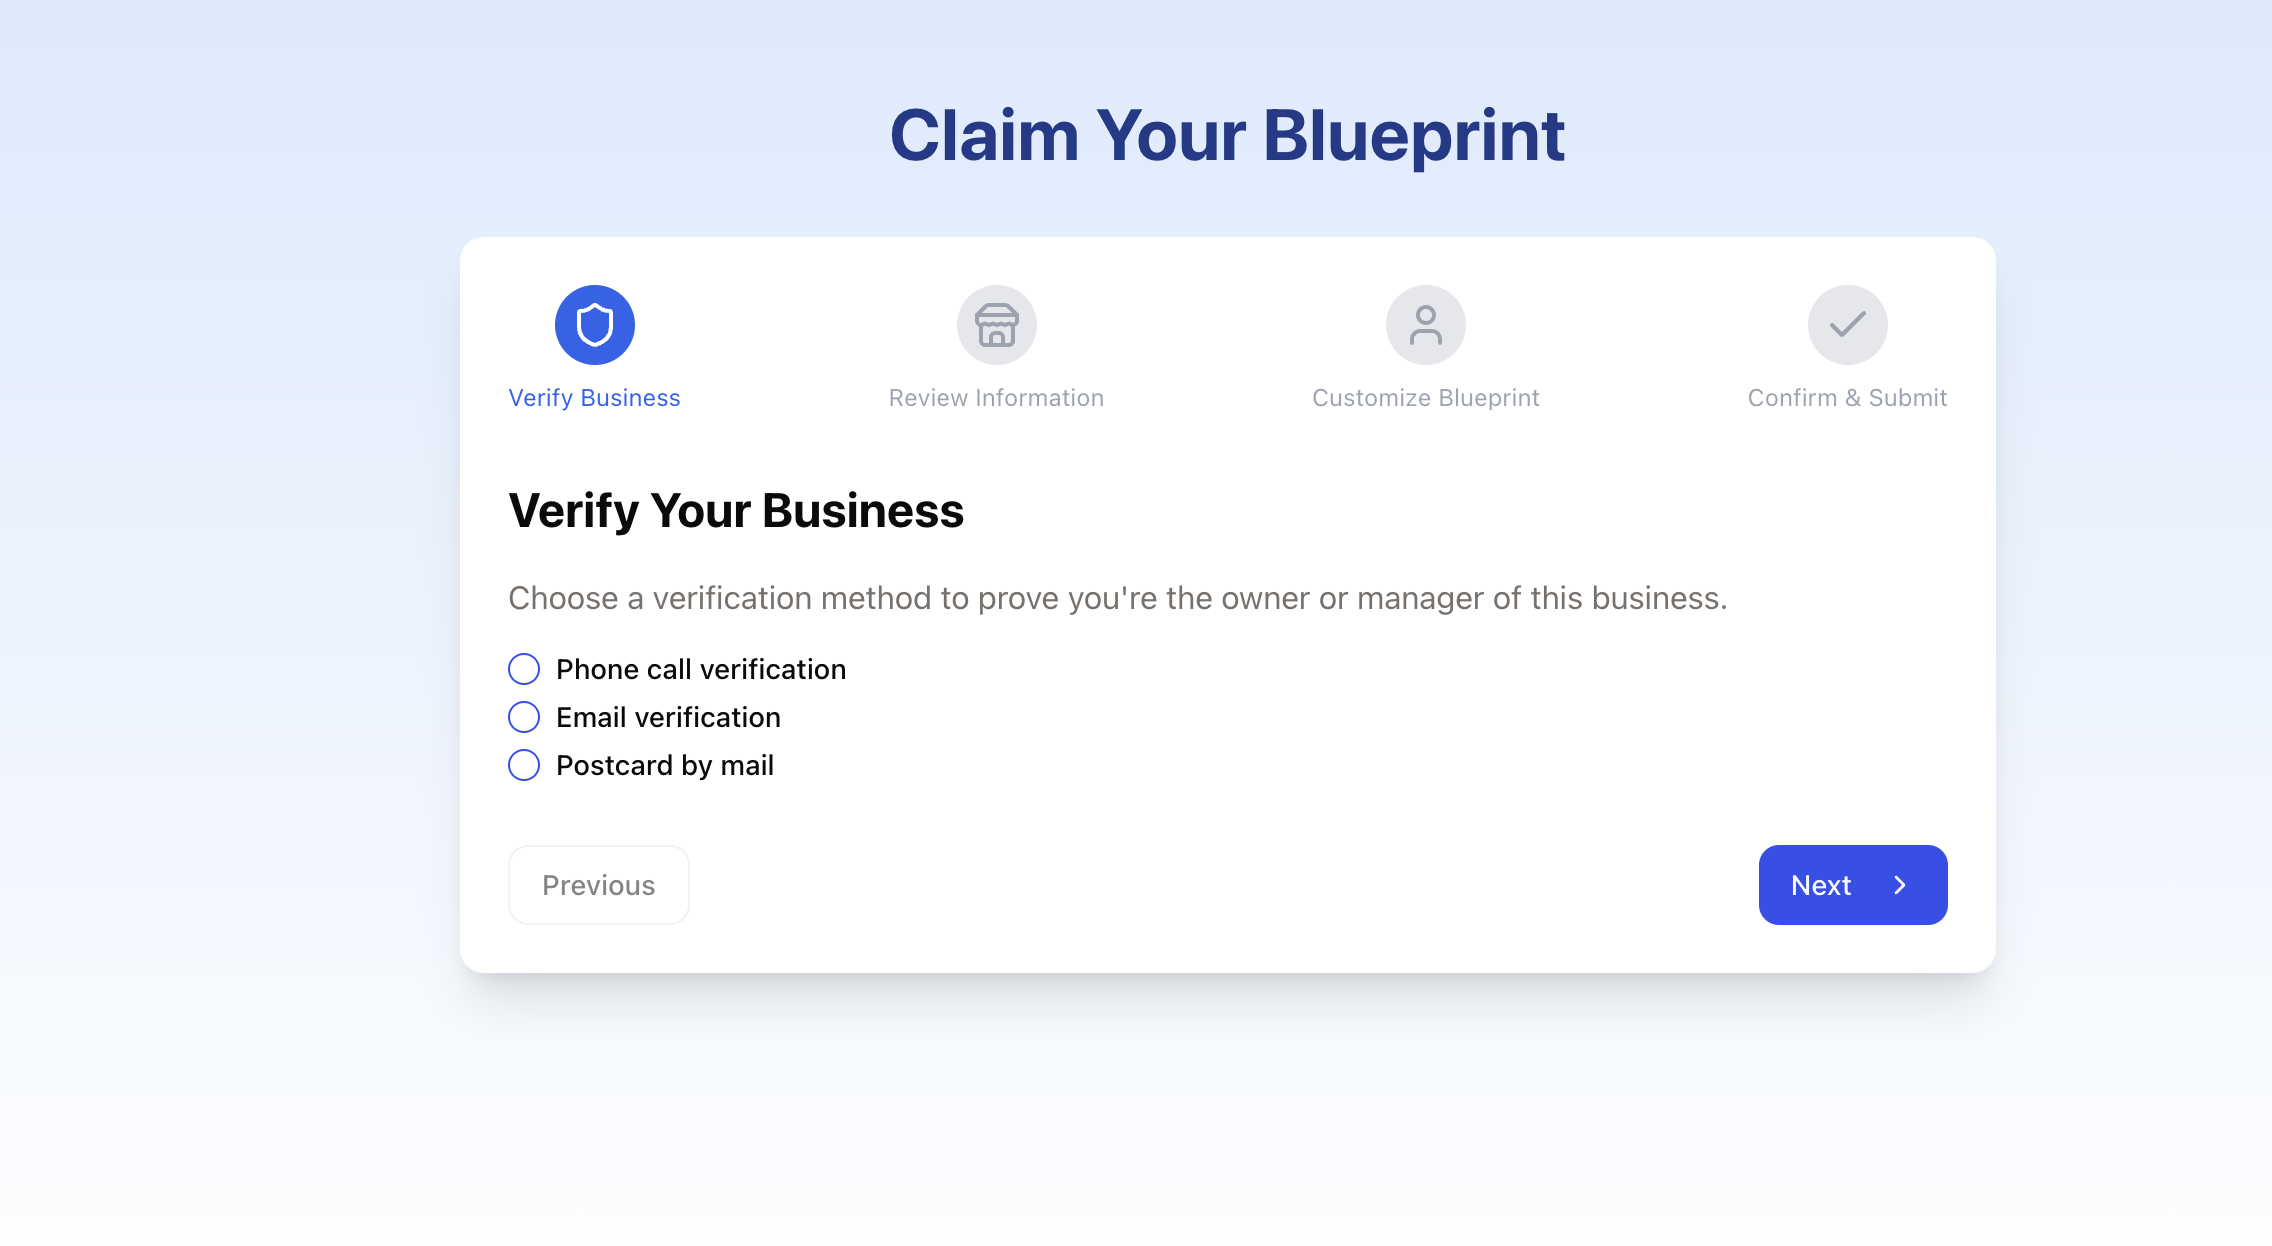 Claim Your Blueprint
Verify Business
Review Information
Customize Blueprint
Confirm & Submit
Verify Your Business
Choose a verification method to prove you're the owner or manager of this business.
Phone call verification
Email verification
Postcard by mail
Previous
Next